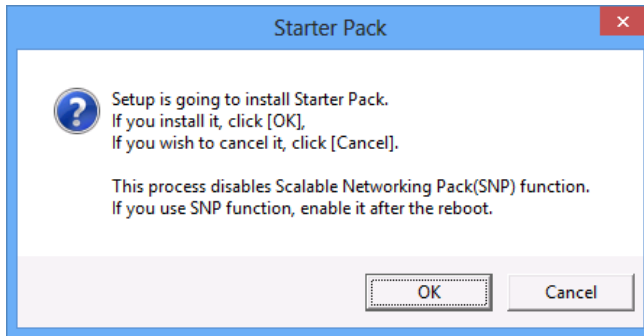 Starter Pack
Setup is going to install Starter Pack.
If you install it, click [OK],
If you wish to cancel it, click [Cancel].
This process disables Scalable Networking Pack(SNP) function.
If you use SNP function, enable it after the reboot.
OK
Cancel